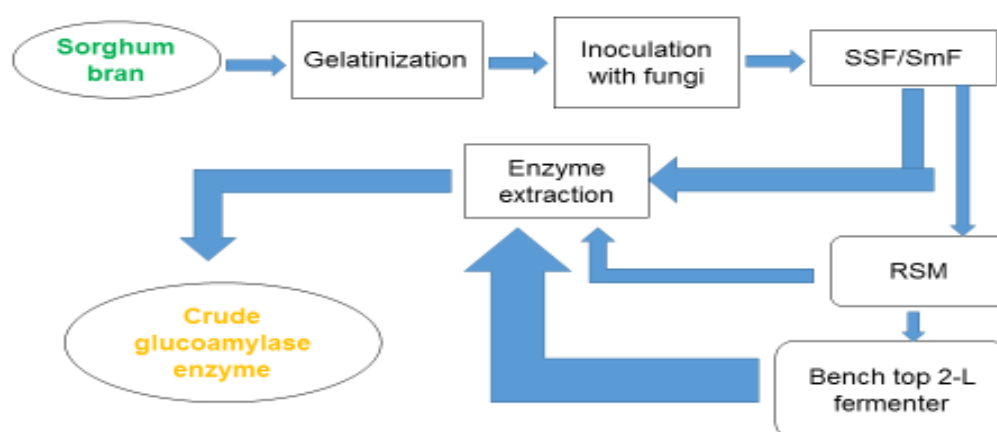 Sorghum
bran
Gelatinization
Inoculation
with fungi
SSF/SmF
Enzyme
extraction
RSM
Crude
glucoamylase
enzyme
Bench top 2-L
fermenter